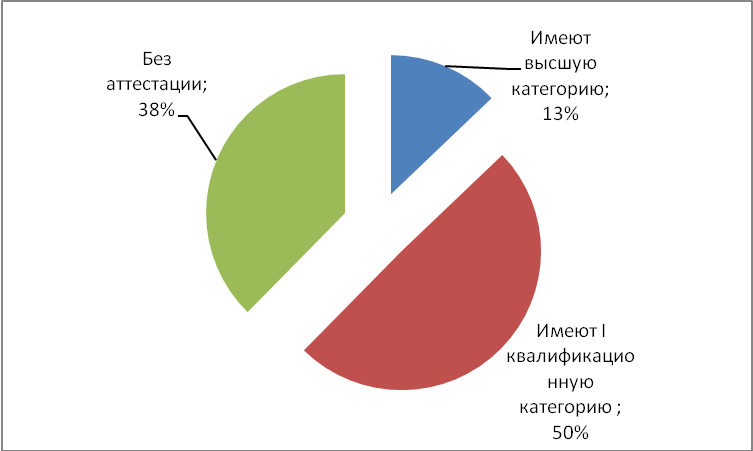 Без
аттестации;
38%
Имеют
высшую
категорию;
13%
Имеют I
квалификацио
нную
категорию ;
50%